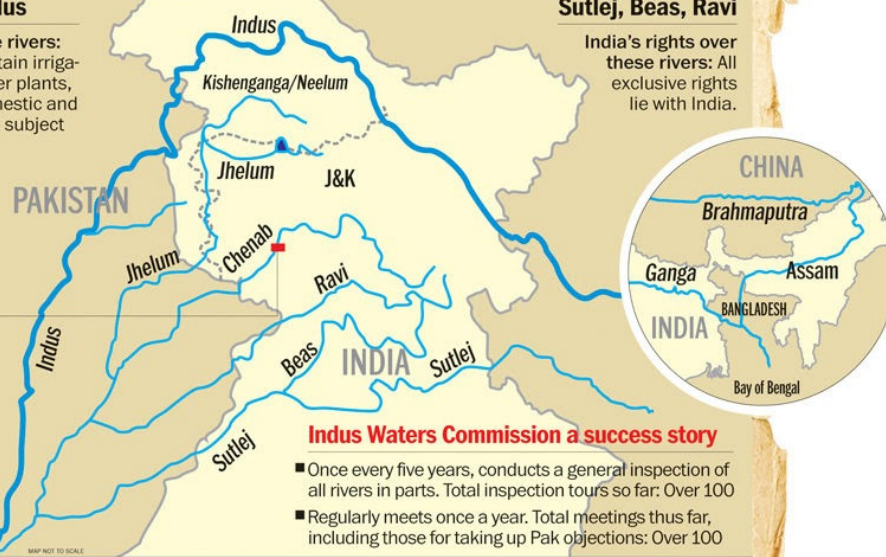 lus
e rivers:
tain irriga-
er plants,
nestic and
subject
Sutlej, Beas, Ravi
India's rights over
these rivers: All
exclusive rights
lie with India.
Indus
Kishenganga/Neelum
Jhelum
J&K
PAKISTAN
Chenab
Jhelum
Ravi
Indus
Beas
INDIA
Sutlej
Sutlej
CHINA
Brahmaputra
Ganga
Assam
BANGLADESH
INDIA
Bay of Bengal
Indus Waters Commission a success story
■ Once every five years, conducts a general inspection of
all rivers in parts. Total inspection tours so far: Over 100
■ Regularly meets once a year. Total meetings thus far,
including those for taking up Pak objections: Over 100
MAP NOT TO SCALE